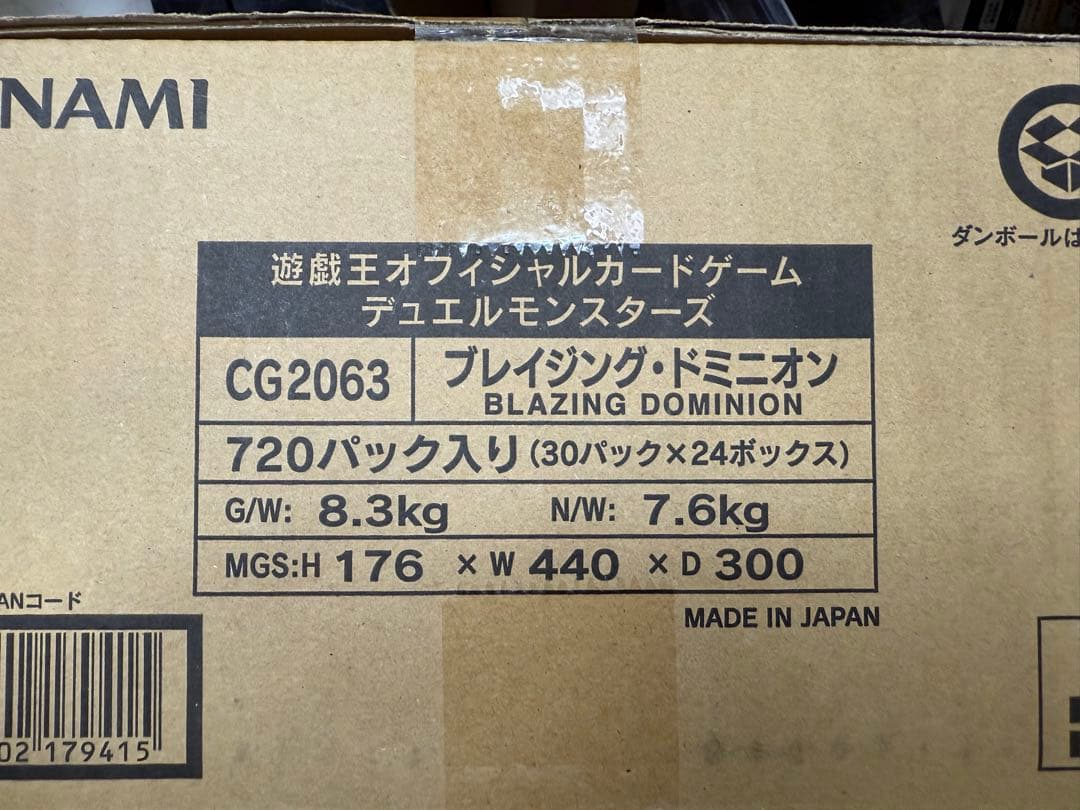 NAMI
ダンボールは
遊戯王オフィシャルカードゲーム
デュエルモンスターズ
CG2063
ブレイジング・ドミニオン
BLAZING DOMINION
720パック入り(30パック×24ボックス)
G/W: 8.3kg N/W: 7.6kg
MGS:H 176 × W 440 × D 300
MADE IN JAPAN
ANコード
02 179415